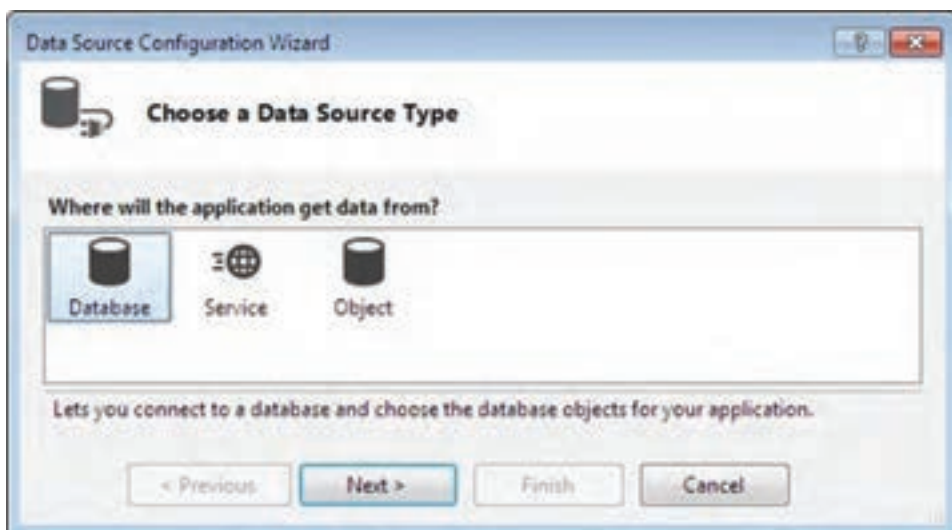 Data Source Configuration Wizard
Choose a Data Source Type
Where will the application get data from?
Database Service Object
Lets you connect to a database and choose the database objects for your application.
< Previous Next > Finish Cancel